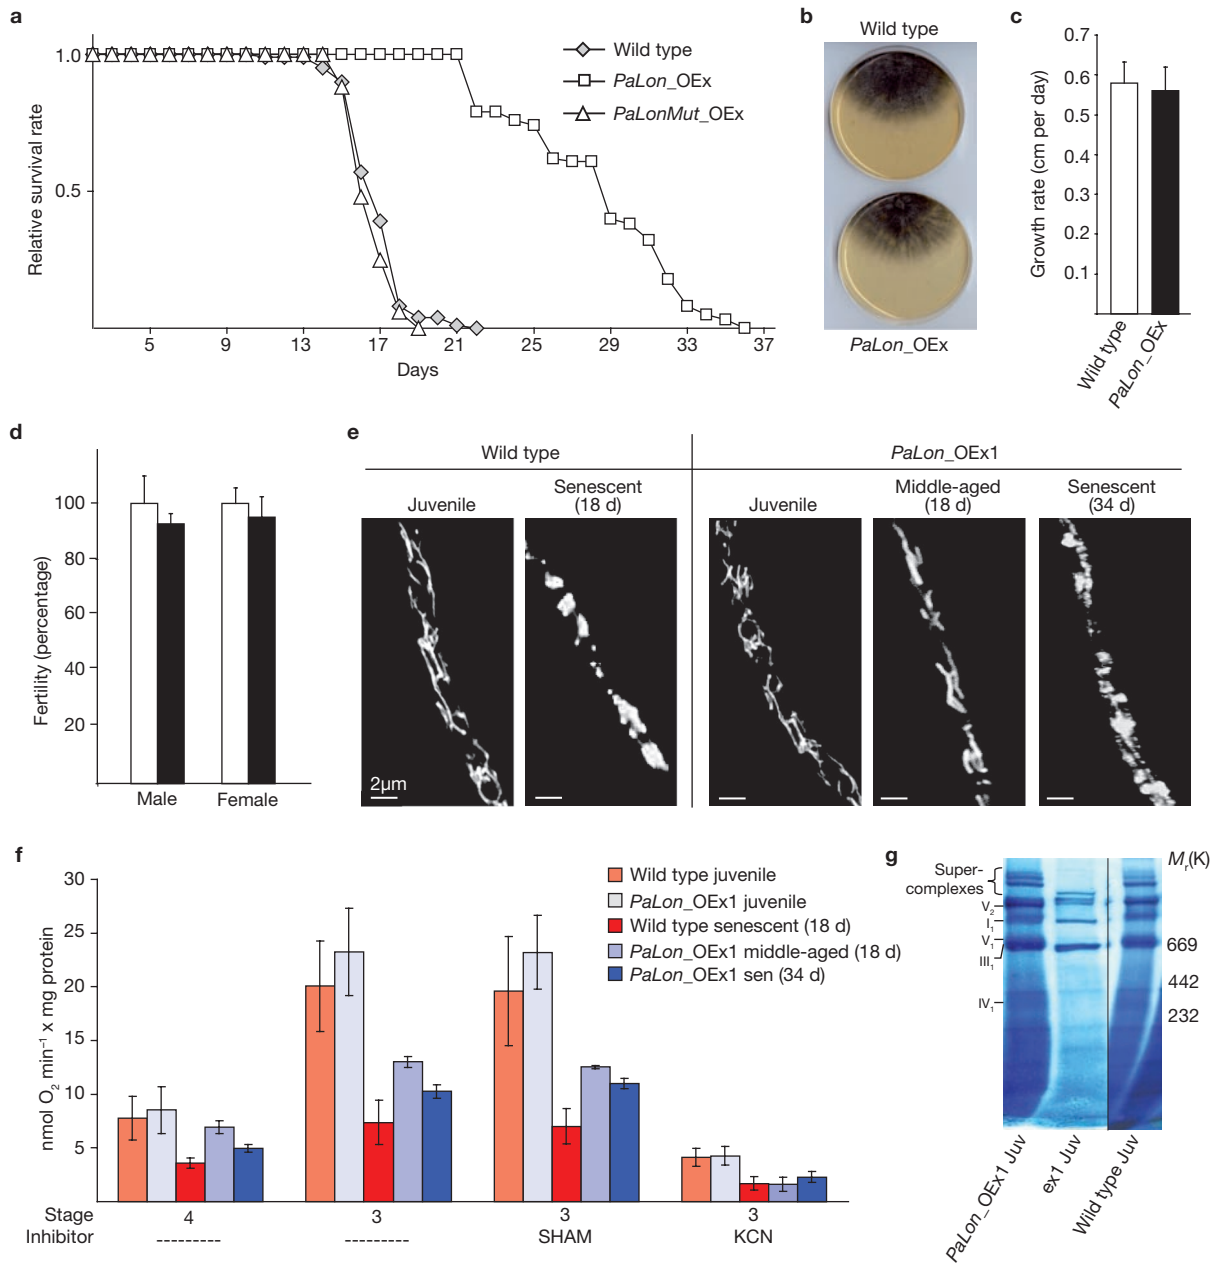 a
1.0
0.5
Relative survival rate
5 9 13 17 21 25 29 33 37
Days
Wild type
PaLon_OEx
PaLonMut_OEx
b
Wild type
PaLon_OEx
c
0.7
0.6
0.5
0.4
0.3
0.2
0.1
Growth rate (cm per day)
Wild type
PaLon_OEx
d
100
80
60
40
20
Fertility (percentage)
Male Female
e
Wild type
PaLon_OEx1
Juvenile
Senescent
(18 d)
Juvenile
Middle-aged
(18 d)
Senescent
(34 d)
2µm
f
30
25
20
15
10
5
nmol O₂ min⁻¹ x mg protein
Wild type juvenile
PaLon_OEx1 juvenile
Wild type senescent (18 d)
PaLon_OEx1 middle-aged (18 d)
PaLon_OEx1 sen (34 d)
Stage 4 3 3 3
Inhibitor --------- --------- SHAM KCN
g
Super-
complexes
V₂
I₁
V₁
III₁
IV₁
Mᵣ(K)
669
442
232
PaLon_OEx1 Juv
ex1 Juv
Wild type Juv